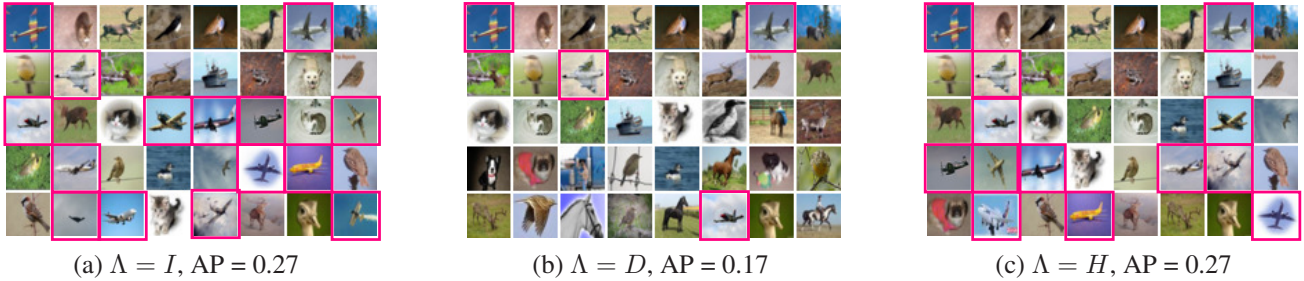 (a) Λ = I, AP = 0.27
(b) Λ = D, AP = 0.17
(c) Λ = H, AP = 0.27